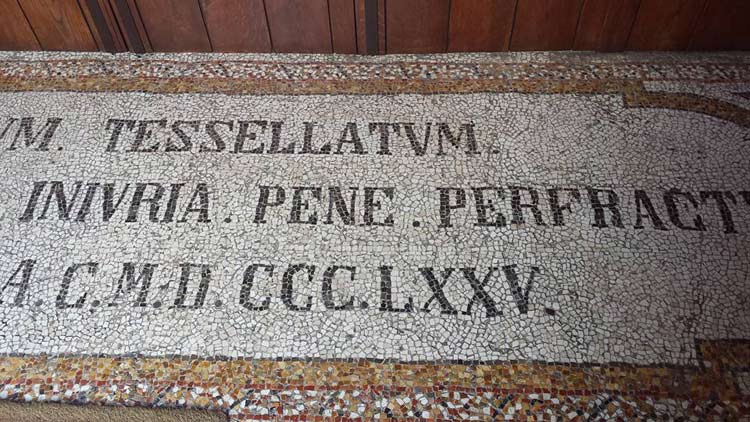 VM. TESSELLATVM.
INIVRIA. PENE. PERFRACT
A.C.M.D. CCC.LXXV.